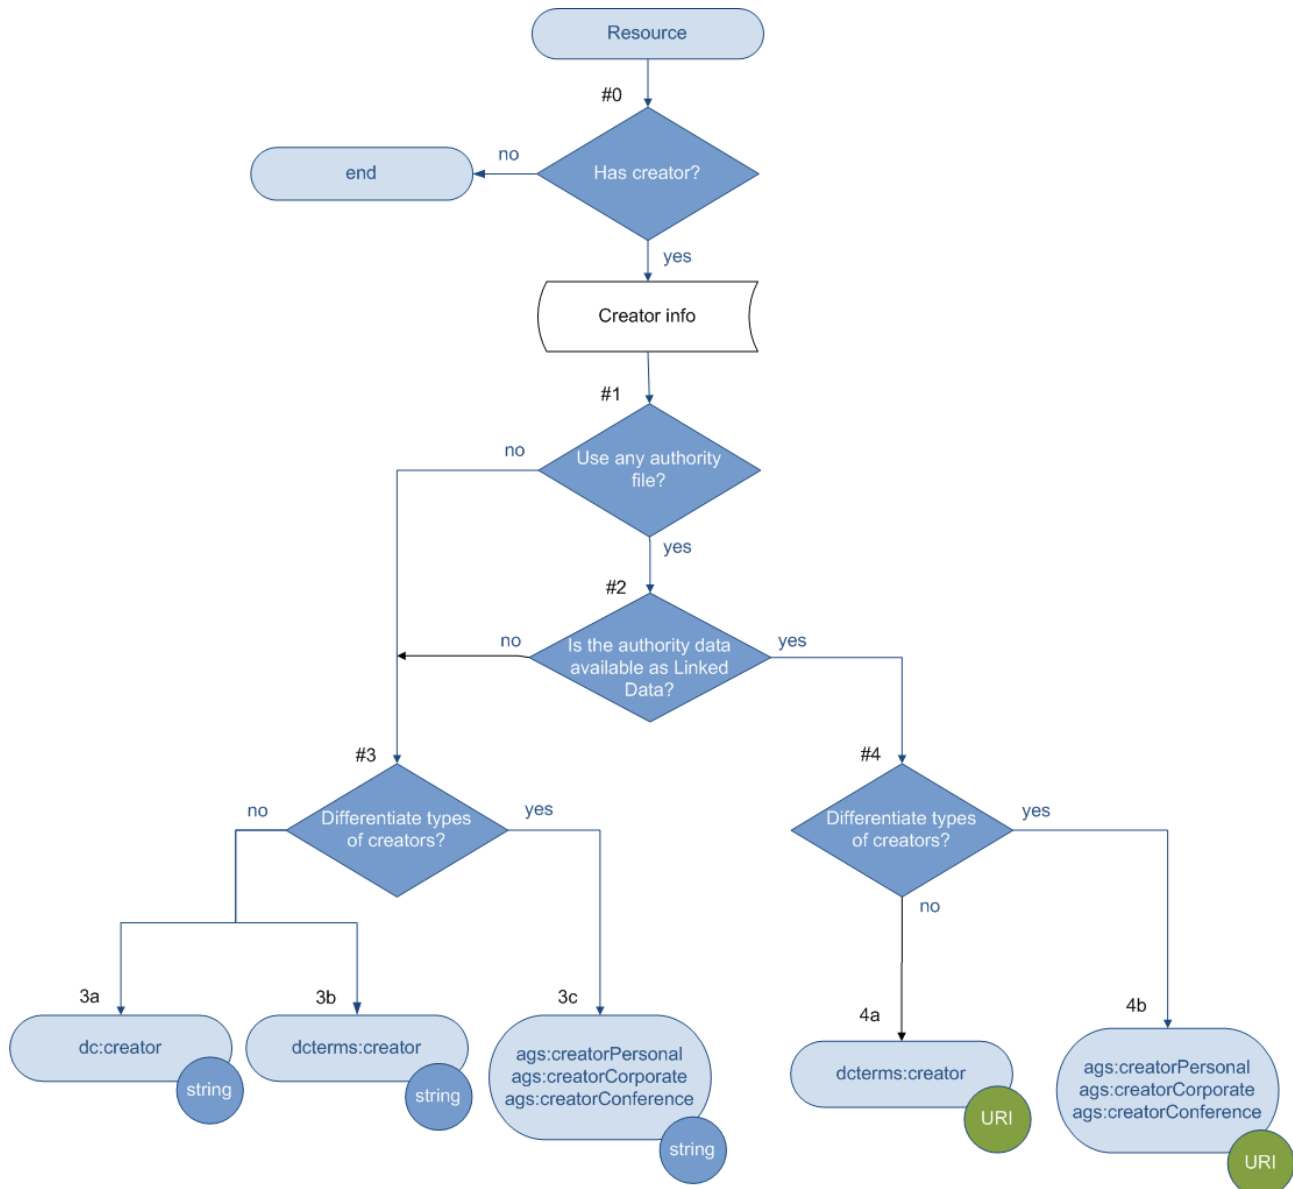 Resource
#0
Has creator?
no
end
yes
Creator info
#1
Use any authority
file?
no
yes
#2
Is the authority data
available as Linked
Data?
no
yes
#3
Differentiate types
of creators?
no
yes
#4
Differentiate types
of creators?
yes
no
3a
dc:creator
string
3b
dcterms:creator
string
3c
ags:creatorPersonal
ags:creatorCorporate
ags:creatorConference
string
4a
dcterms:creator
URI
4b
ags:creatorPersonal
ags:creatorCorporate
ags:creatorConference
URI